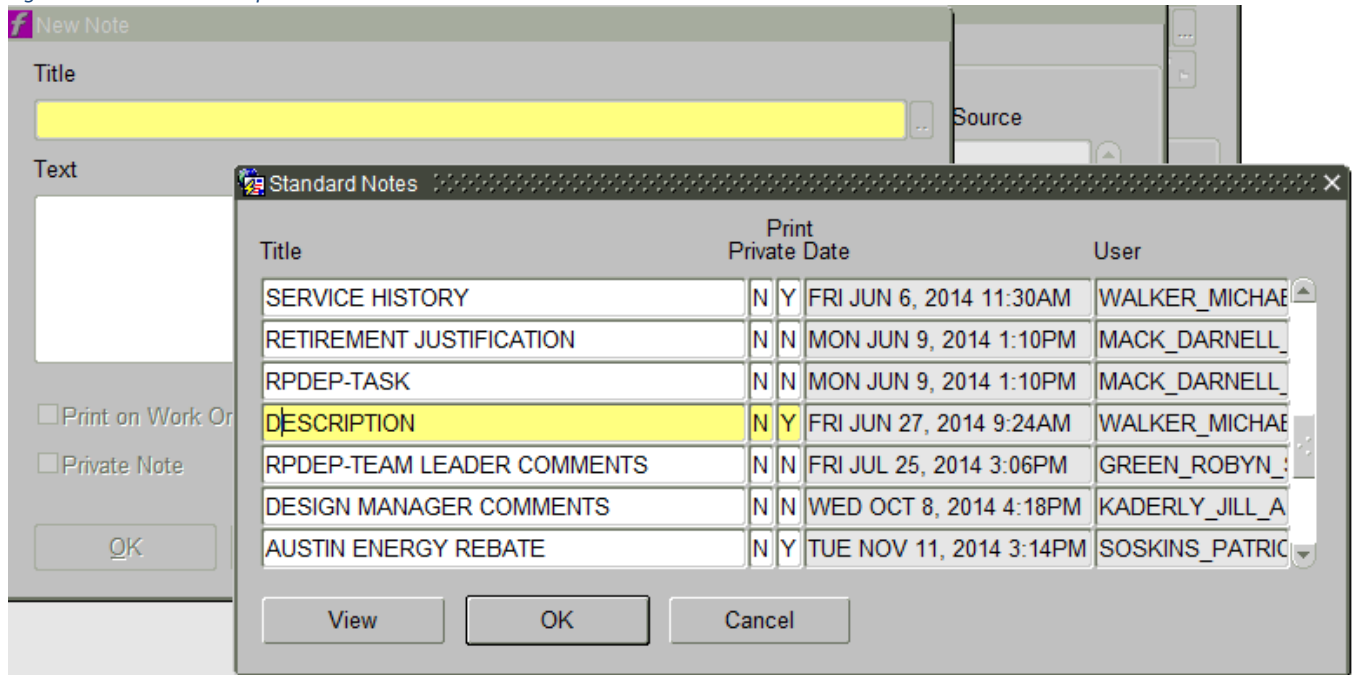 New Note
Title
Source
Text
Standard Notes
Print
Title Private Date User
SERVICE HISTORY N Y FRI JUN 6, 2014 11:30AM WALKER_MICHAE
RETIREMENT JUSTIFICATION N N MON JUN 9, 2014 1:10PM MACK_DARNELL_
RPDEP-TASK N N MON JUN 9, 2014 1:10PM MACK_DARNELL_
DESCRIPTION N Y FRI JUN 27, 2014 9:24AM WALKER_MICHAE
RPDEP-TEAM LEADER COMMENTS N N FRI JUL 25, 2014 3:06PM GREEN_ROBYN_
DESIGN MANAGER COMMENTS N N WED OCT 8, 2014 4:18PM KADERLY_JILL_A
AUSTIN ENERGY REBATE N Y TUE NOV 11, 2014 3:14PM SOSKINS_PATRIC
Print on Work Or
Private Note
OK
View OK Cancel